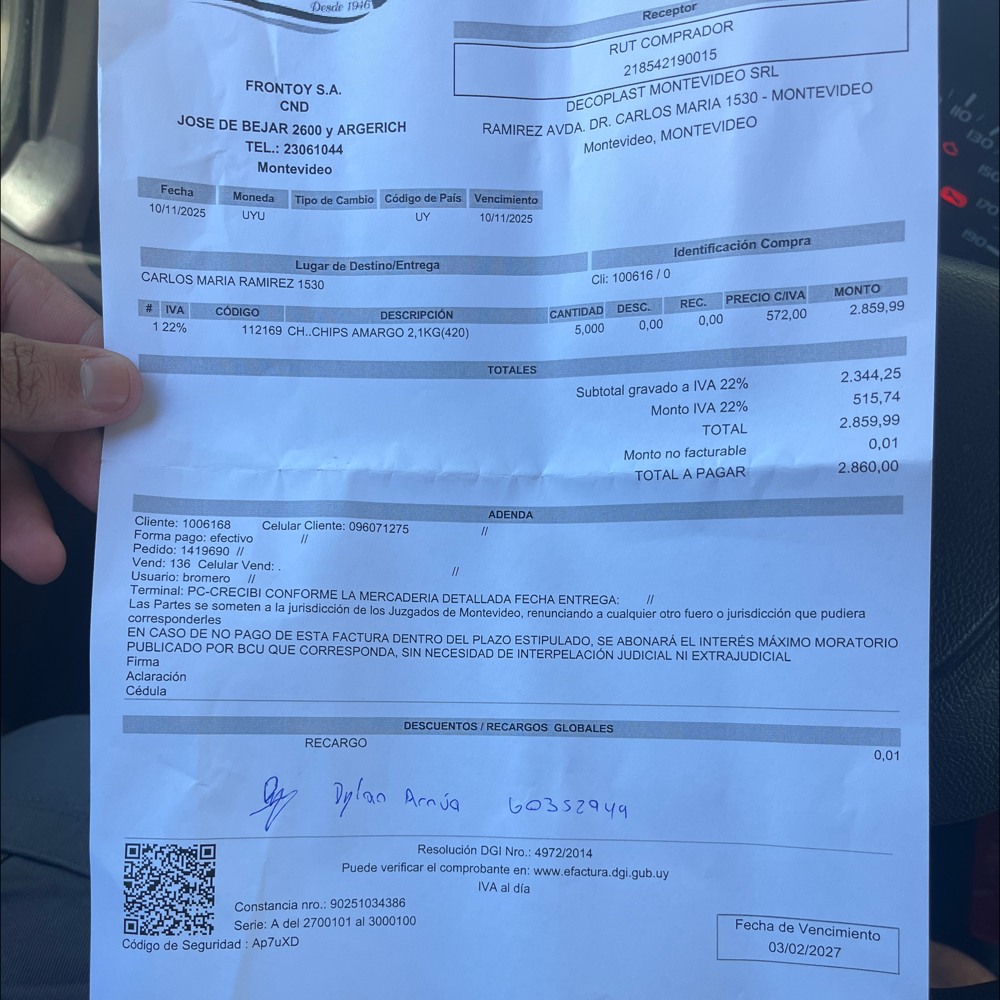 Desde 1946
Receptor
RUT COMPRADOR
218542190015
DECOPLAST MONTEVIDEO SRL
RAMIREZ AVDA. DR. CARLOS MARIA 1530 - MONTEVIDEO
Montevideo, MONTEVIDEO
FRONTOY S.A.
CND
JOSE DE BEJAR 2600 y ARGERICH
TEL.: 23061044
Montevideo
Fecha Moneda Tipo de Cambio Código de País Vencimiento
10/11/2025 UYU UY 10/11/2025
Lugar de Destino/Entrega Identificación Compra
CARLOS MARIA RAMIREZ 1530 Cli: 100616 / 0
# IVA CÓDIGO DESCRIPCIÓN CANTIDAD DESC. REC. PRECIO C/IVA MONTO
1 22% 112169 CH..CHIPS AMARGO 2,1KG(420) 5,000 0,00 0,00 572,00 2.859,99
TOTALES
Subtotal gravado a IVA 22% 2.344,25
Monto IVA 22% 515,74
TOTAL 2.859,99
Monto no facturable 0,01
TOTAL A PAGAR 2.860,00
ADENDA
Cliente: 1006168 Celular Cliente: 096071275 //
Forma pago: efectivo //
Pedido: 1419690 //
Vend: 136 Celular Vend: . //
Usuario: bromero //
Terminal: PC-CRECIBI CONFORME LA MERCADERIA DETALLADA FECHA ENTREGA: //
Las Partes se someten a la jurisdicción de los Juzgados de Montevideo, renunciando a cualquier otro fuero o jurisdicción que pudiera
corresponderles
EN CASO DE NO PAGO DE ESTA FACTURA DENTRO DEL PLAZO ESTIPULADO, SE ABONARÁ EL INTERÉS MÁXIMO MORATORIO
PUBLICADO POR BCU QUE CORRESPONDA, SIN NECESIDAD DE INTERPELACIÓN JUDICIAL NI EXTRAJUDICIAL
Firma
Aclaración
Cédula
DESCUENTOS / RECARGOS GLOBALES
RECARGO 0,01
Dylan Arnúa 60352949
Resolución DGI Nro.: 4972/2014
Puede verificar el comprobante en: www.efactura.dgi.gub.uy
IVA al día
Constancia nro.: 90251034386
Serie: A del 2700101 al 3000100
Código de Seguridad : Ap7uXD
Fecha de Vencimiento
03/02/2027
110
130
150
170
190